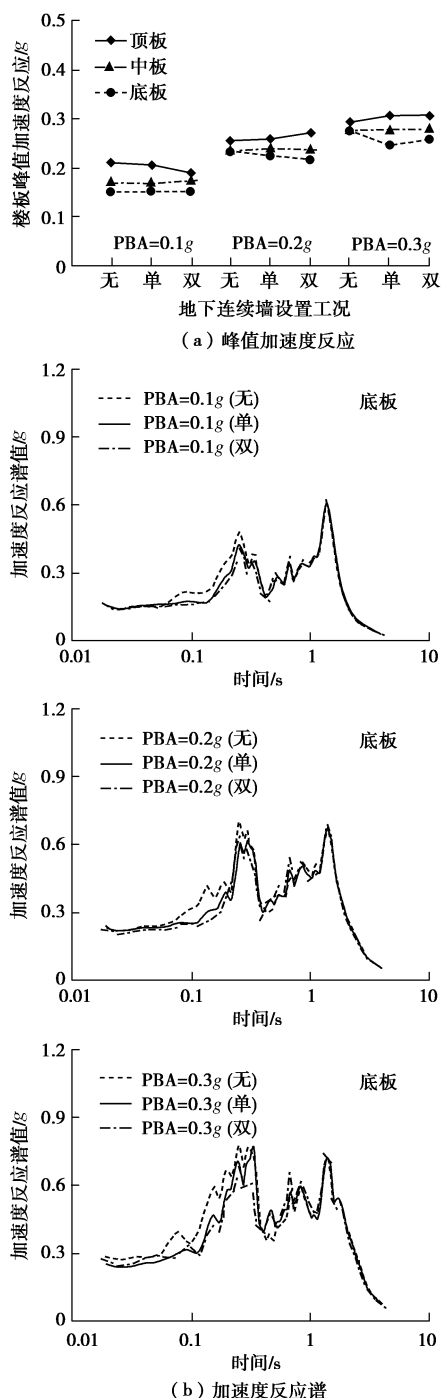 0.5
0.4
0.3
0.2
0.1
0
楼板峰值加速度反应/g
顶板
中板
底板
PBA=0.1g
PBA=0.2g
PBA=0.3g
无 单 双 无 单 双 无 单 双
地下连续墙设置工况
(a) 峰值加速度反应
1.2
0.9
0.6
0.3
0
加速度反应谱值/g
PBA=0.1g (无)
PBA=0.1g (单)
PBA=0.1g (双)
底板
0.01 0.1 1 10
时间/s
1.2
0.9
0.6
0.3
0
加速度反应谱值/g
PBA=0.2g (无)
PBA=0.2g (单)
PBA=0.2g (双)
底板
0.01 0.1 1 10
时间/s
1.2
0.9
0.6
0.3
0
加速度反应谱值/g
PBA=0.3g (无)
PBA=0.3g (单)
PBA=0.3g (双)
底板
0.01 0.1 1 10
时间/s
(b) 加速度反应谱